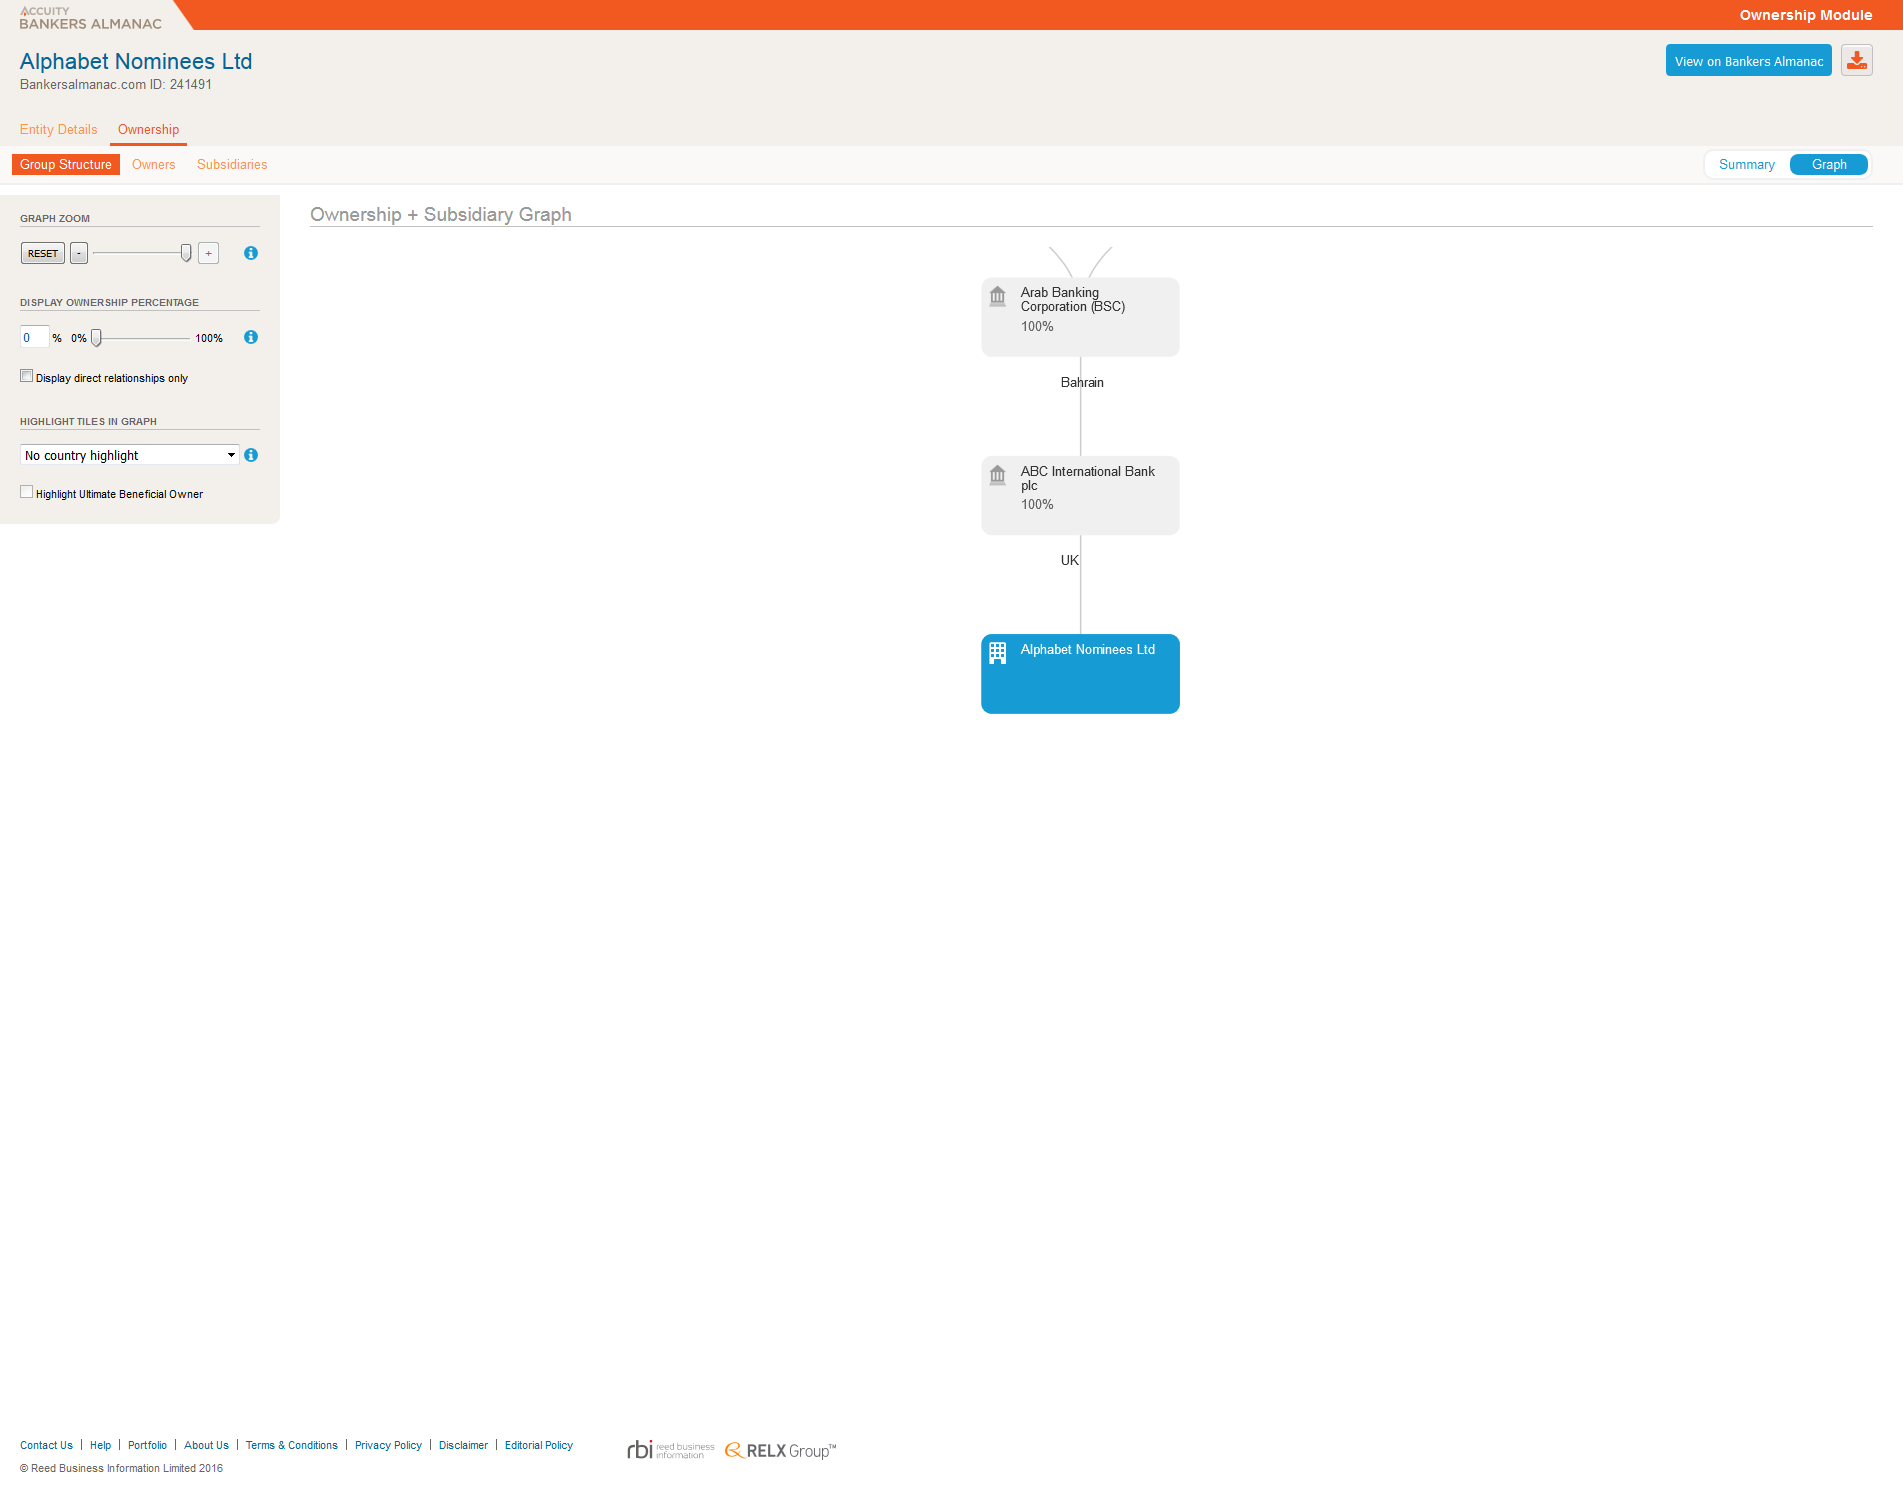 ACCUITY
BANKERS ALMANAC
Ownership Module
Alphabet Nominees Ltd
Bankersalmanac.com ID: 241491
View on Bankers Almanac
Entity Details
Ownership
Group Structure
Owners
Subsidiaries
Summary
Graph
GRAPH ZOOM
RESET
-
+
DISPLAY OWNERSHIP PERCENTAGE
0 % 0% 100%
Display direct relationships only
HIGHLIGHT TILES IN GRAPH
No country highlight
Highlight Ultimate Beneficial Owner
Ownership + Subsidiary Graph
Arab Banking
Corporation (BSC)
100%
Bahrain
ABC International Bank
plc
100%
UK
Alphabet Nominees Ltd
Contact Us | Help | Portfolio | About Us | Terms & Conditions | Privacy Policy | Disclaimer | Editorial Policy
© Reed Business Information Limited 2016
rbi reed business
information
RELX Group™